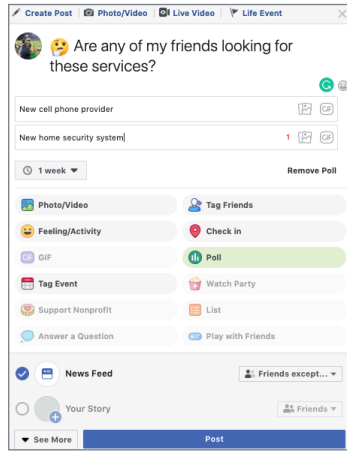 Create Post Photo/Video Live Video Life Event
Are any of my friends looking for
these services?
New cell phone provider GIF
New home security system 1 GIF
1 week Remove Poll
Photo/Video Tag Friends
Feeling/Activity Check in
GIF GIF Poll
Tag Event Watch Party
Support Nonprofit List
Answer a Question Play with Friends
News Feed Friends except...
Your Story Friends
See More Post